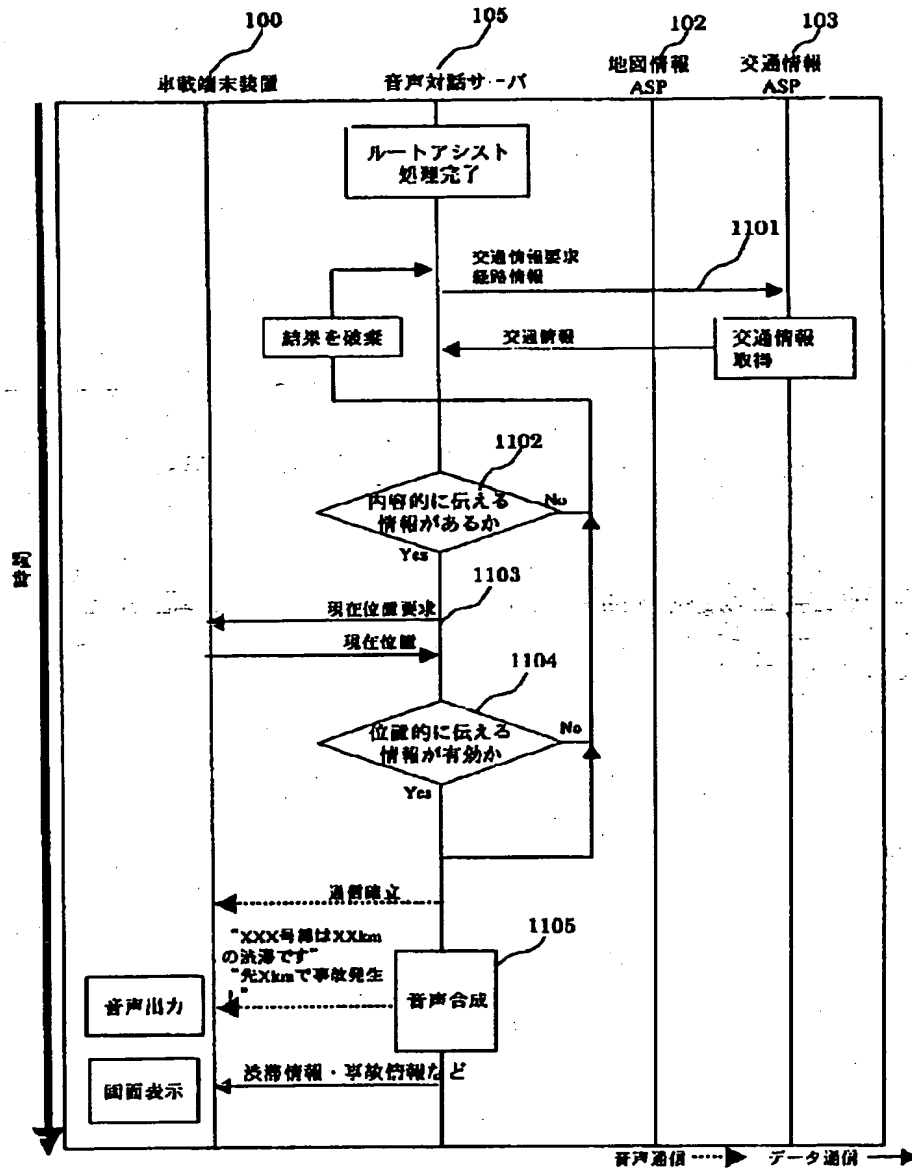 100
105
102
103
車載端末装置
音声対話サーバ
地図情報
ASP
交通情報
ASP
ルートアシスト
処理完了
1101
交通情報要求
経路情報
結果を破棄
交通情報
交通情報
取得
1102
内容的に伝える
情報があるか
No
Yes
時間
1103
現在位置要求
現在位置
1104
位置的に伝える
情報が有効か
No
Yes
通信確立
"XXX号線はXXkm
の渋滞です"
"先Xkmで事故発生
"
1105
音声合成
音声出力
渋滞情報・事故情報など
画面表示
音声通信
データ通信